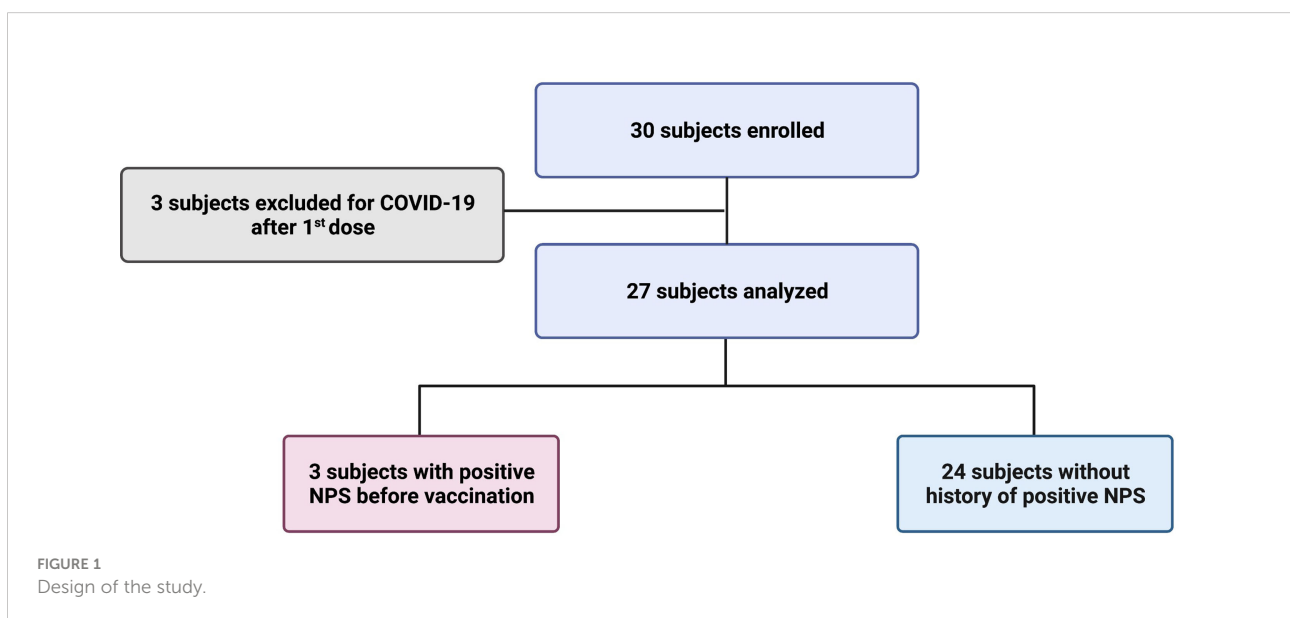 30 subjects enrolled
3 subjects excluded for COVID-19
after 1st dose
27 subjects analyzed
3 subjects with positive
NPS before vaccination
24 subjects without
history of positive NPS
FIGURE 1
Design of the study.